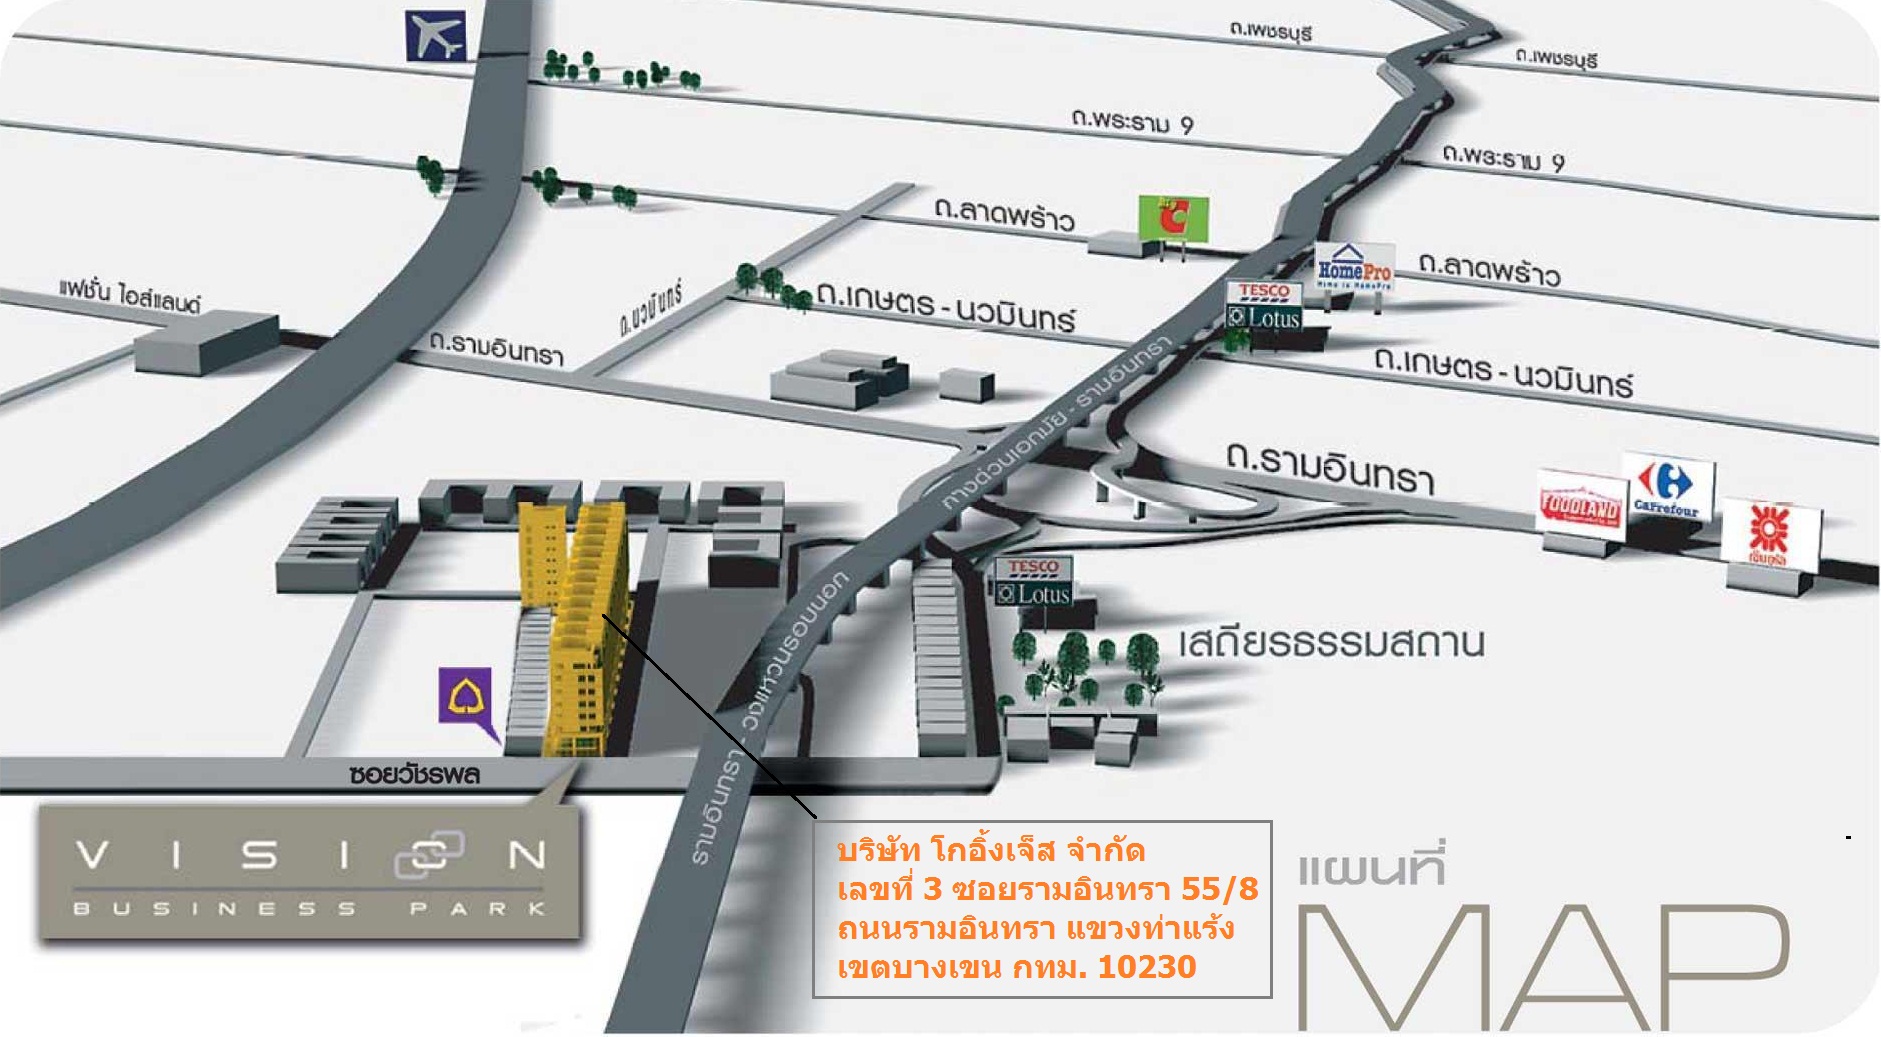 ถ.เพชรบุรี
ถ.เพชรบุรี
ถ.พระราม 9
ถ.พระราม 9
ถ.ลาดพร้าว
Big C
HomePro
ถ.ลาดพร้าว
แฟชั่น ไอส์แลนด์
ถ.นวมินทร์
ถ.เกษตร - นวมินทร์
TESCO
Lotus
ถ.รามอินทรา
ถ.เกษตร - นวมินทร์
ทางด่วนเอกมัย - รามอินทรา
ถ.รามอินทรา
FOODLAND
Carrefour
TESCO
Lotus
เสถียรธรรมสถาน
รามอินทรา - วงแหวนรอบนอก
ซอยวัชรพล
VISION
BUSINESS PARK
บริษัท โกอิ้งเจ็ส จำกัด
เลขที่ 3 ซอยรามอินทรา 55/8
ถนนรามอินทรา แขวงท่าแร้ง
เขตบางเขน กทม. 10230
แผนที่
MAP